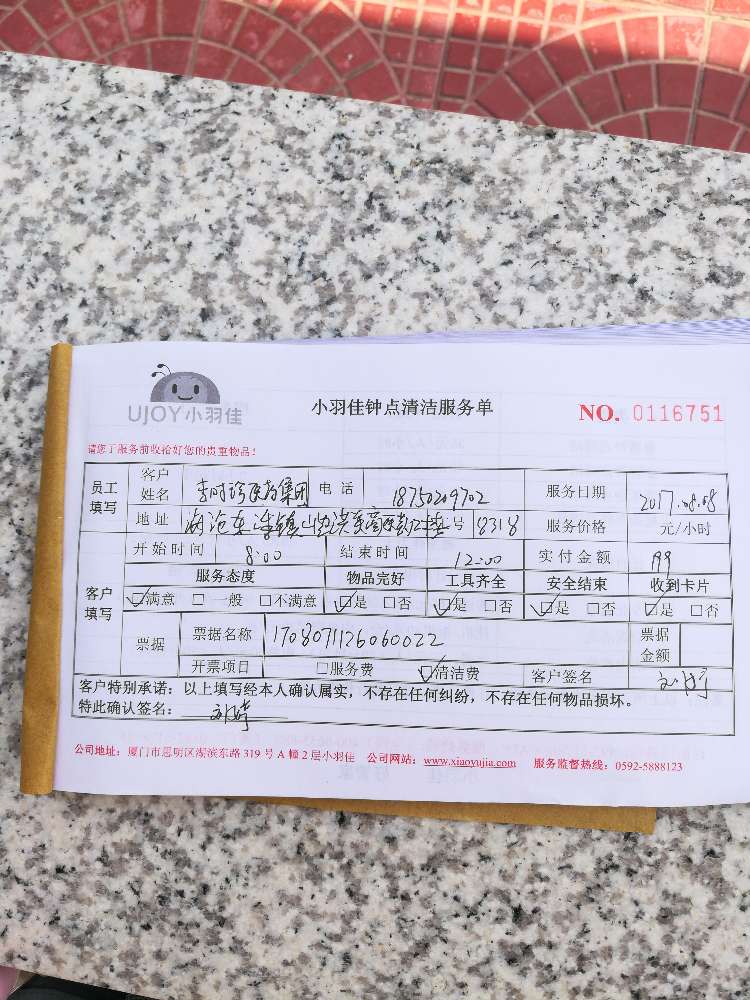 UJOY小羽佳
小羽佳钟点清洁服务单
NO. 0116751
请您于服务前收拾好您的贵重物品！
员工填写 客户姓名 李时珍医药集团 电话 18750209702 服务日期 2017.08.08
地址 号 8318 服务价格 元/小时
客户填写 开始时间 8:00 结束时间 12:00 实付金额 199
服务态度 物品完好 工具齐全 安全结束 收到卡片
☑满意 □一般 □不满意 ☑是 □否 ☑是 □否 ☑是 □否 ☑是 □否
票据 票据名称 1708071126060022 票据金额
开票项目 □服务费 ☑清洁费 客户签名
客户特别承诺：以上填写经本人确认属实，不存在任何纠纷，不存在任何物品损坏。
特此确认签名：
公司地址：厦门市思明区湖滨东路 319 号 A 幢 2 层小羽佳 公司网站：www.xiaoyujia.com 服务监督热线：0592-5888123